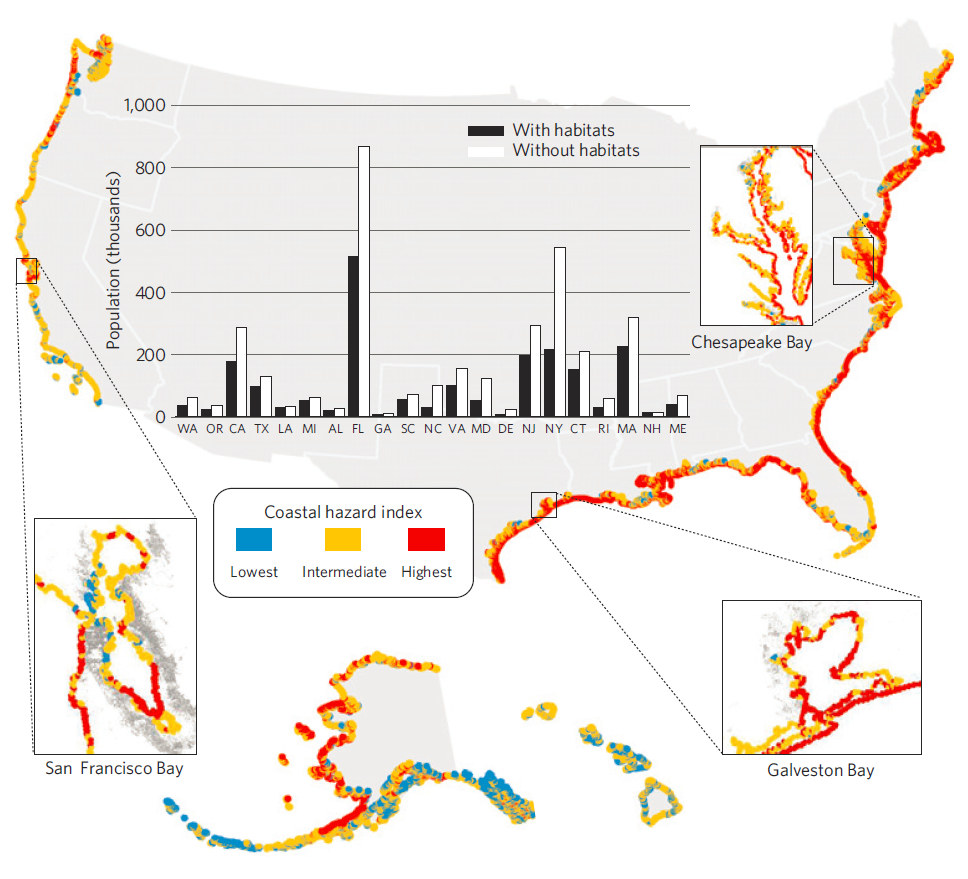 1,000
800
600
400
200
0
Population (thousands)
With habitats
Without habitats
WA OR CA TX LA MI AL FL GA SC NC VA MD DE NJ NY CT RI MA NH ME
Chesapeake Bay
Coastal hazard index
Lowest Intermediate Highest
San Francisco Bay
Galveston Bay